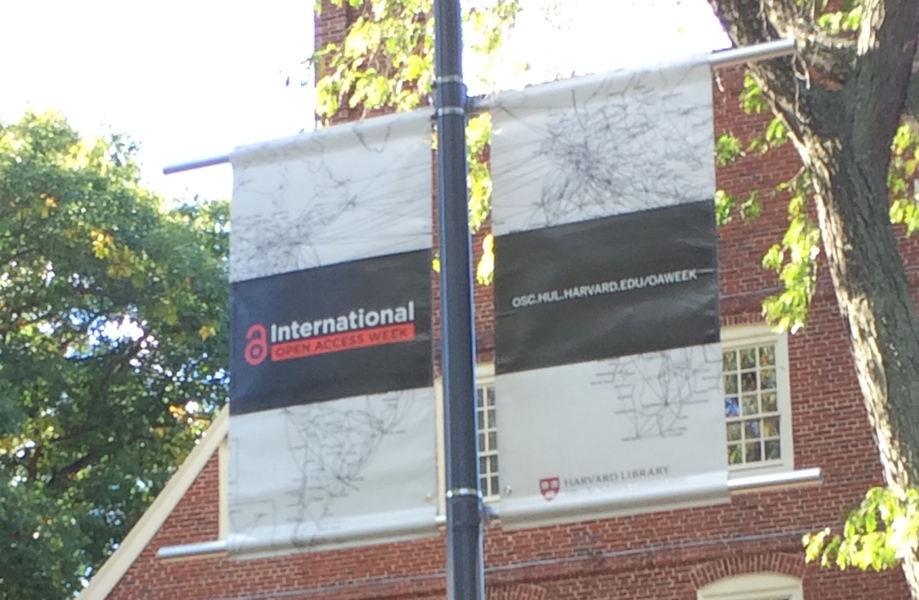 International
OPEN ACCESS WEEK
OSC.HUL.HARVARD.EDU/OAWEEK
HARVARD LIBRARY